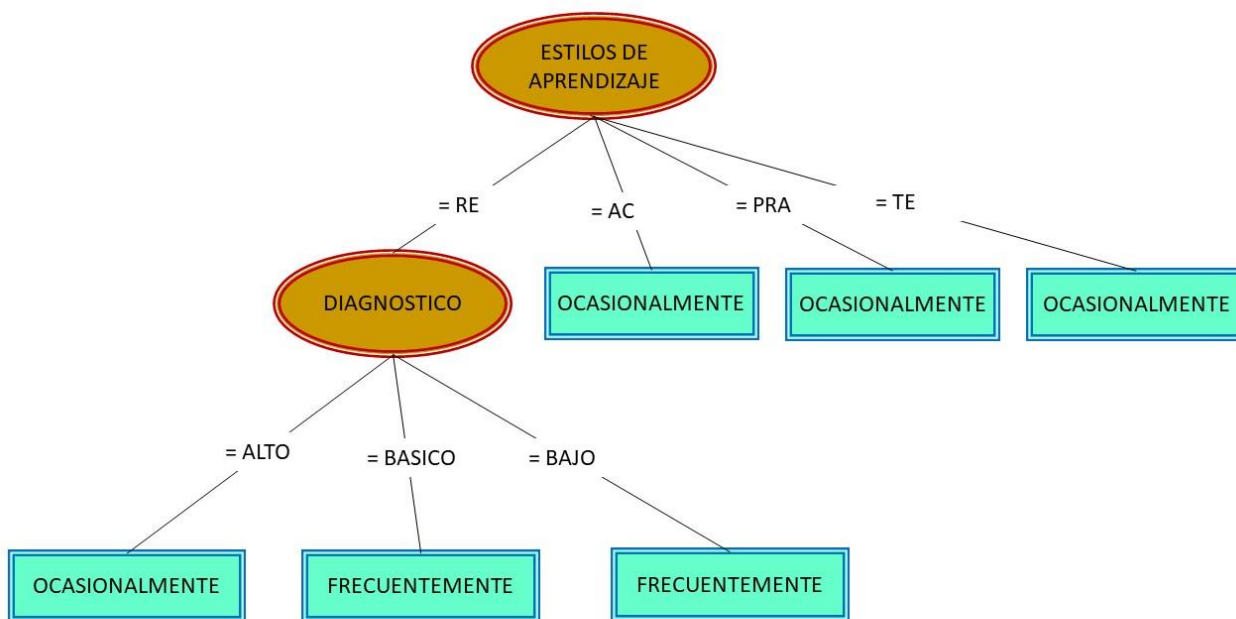 ESTILOS DE
APRENDIZAJE
= RE
= AC
= PRA
= TE
DIAGNOSTICO
OCASIONALMENTE
OCASIONALMENTE
OCASIONALMENTE
= ALTO
= BASICO
= BAJO
OCASIONALMENTE
FRECUENTEMENTE
FRECUENTEMENTE